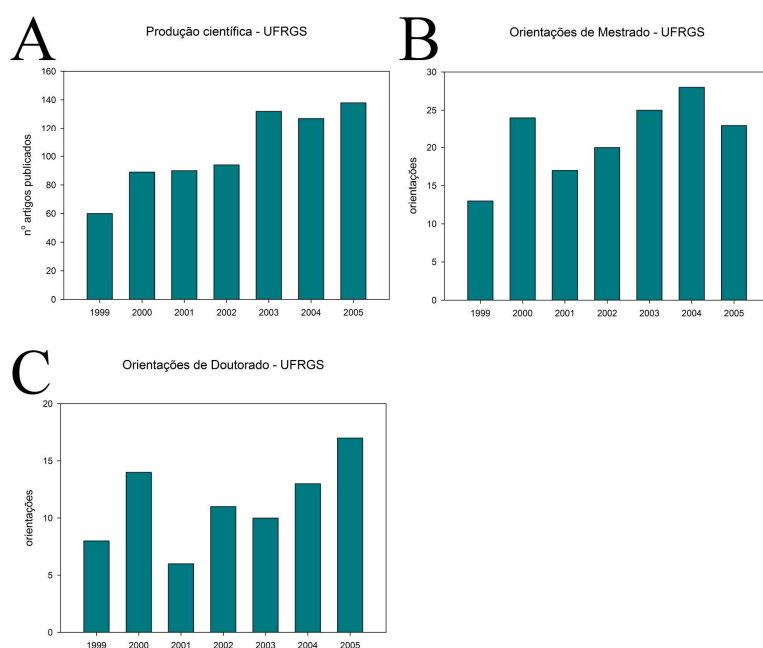 A
Produção científica - UFRGS
160
140
120
100
80
60
40
20
0
nº artigos publicados
1999 2000 2001 2002 2003 2004 2005
B
Orientações de Mestrado - UFRGS
30
25
20
15
10
5
0
orientações
1999 2000 2001 2002 2003 2004 2005
C
Orientações de Doutorado - UFRGS
20
15
10
5
0
orientações
1999 2000 2001 2002 2003 2004 2005